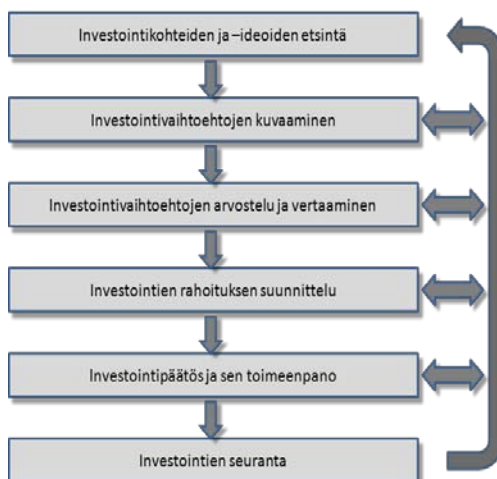 Investointikohteiden ja –ideoiden etsintä
Investointivaihtoehtojen kuvaaminen
Investointivaihtoehtojen arvostelu ja vertaaminen
Investointien rahoituksen suunnittelu
Investointipäätös ja sen toimeenpano
Investointien seuranta